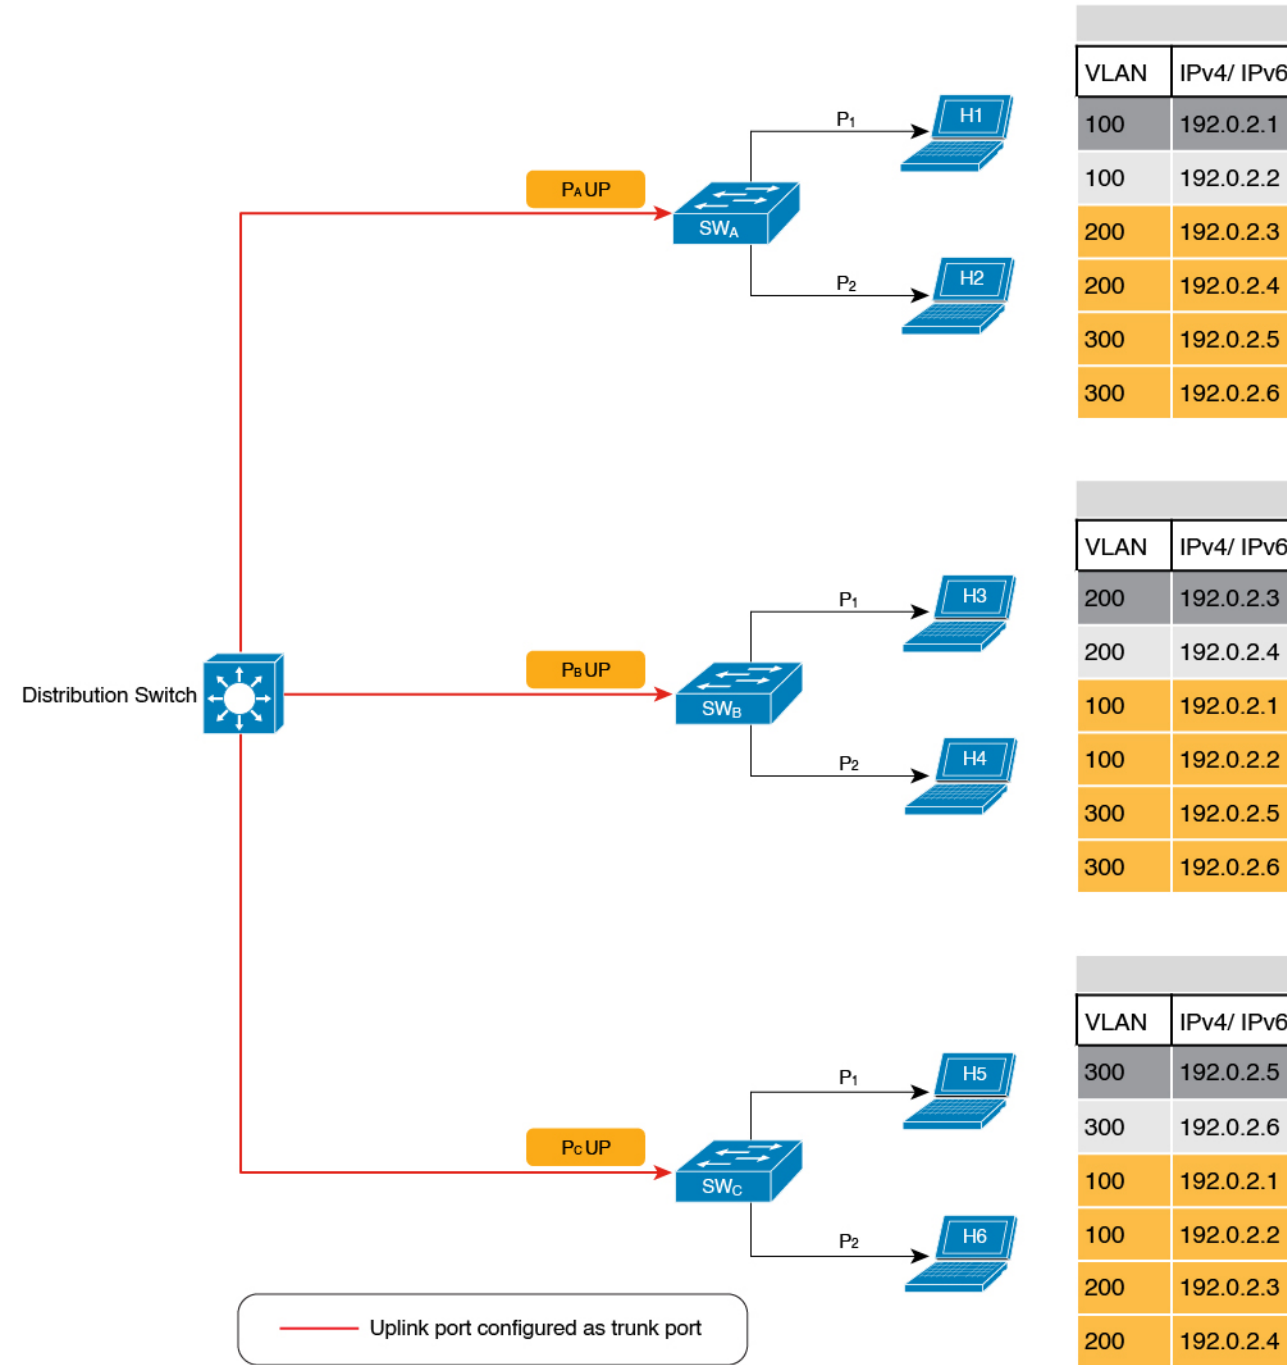 VLAN IPv4/ IPv6
100 192.0.2.1
100 192.0.2.2
200 192.0.2.3
200 192.0.2.4
300 192.0.2.5
300 192.0.2.6
P1
H1
PA UP
SWA
P2
H2
VLAN IPv4/ IPv6
200 192.0.2.3
200 192.0.2.4
100 192.0.2.1
100 192.0.2.2
300 192.0.2.5
300 192.0.2.6
P1
H3
PB UP
Distribution Switch
SWB
P2
H4
VLAN IPv4/ IPv6
300 192.0.2.5
300 192.0.2.6
100 192.0.2.1
100 192.0.2.2
200 192.0.2.3
200 192.0.2.4
P1
H5
PC UP
SWC
P2
H6
Uplink port configured as trunk port